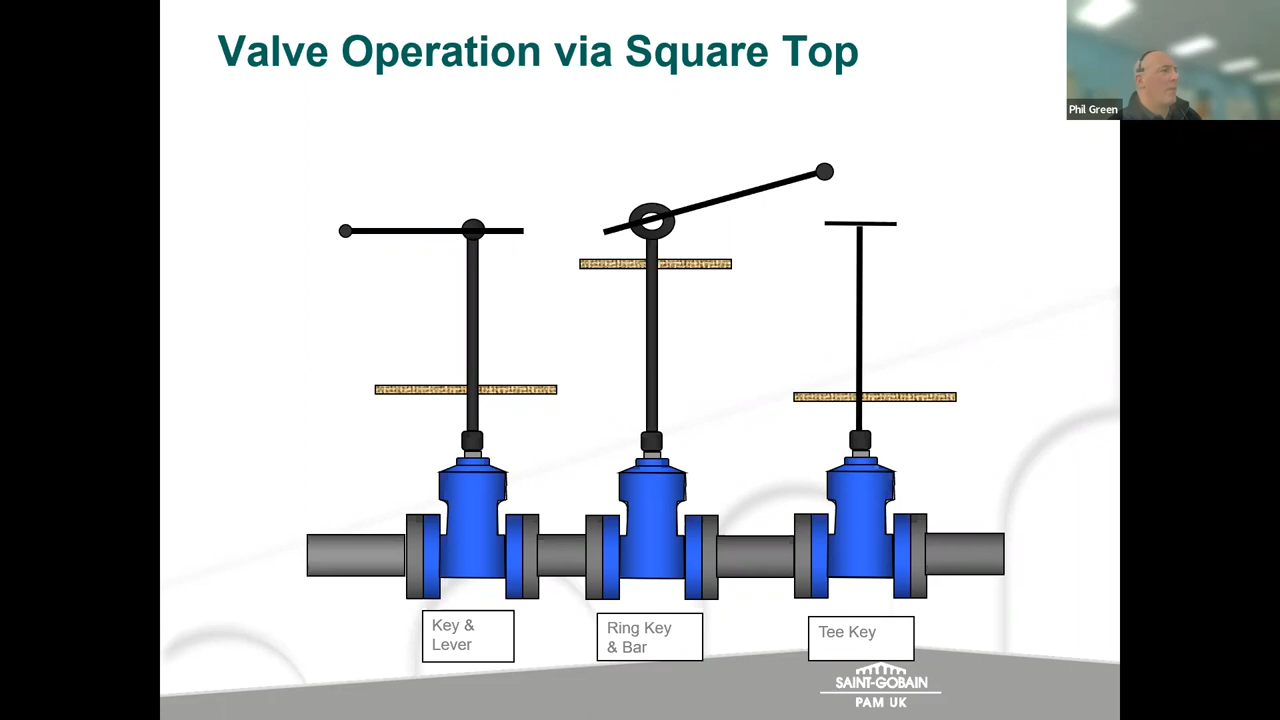 Valve Operation via Square Top
Phil Green
Key &
Lever
Ring Key
& Bar
Tee Key
SAINT-GOBAIN
PAM UK